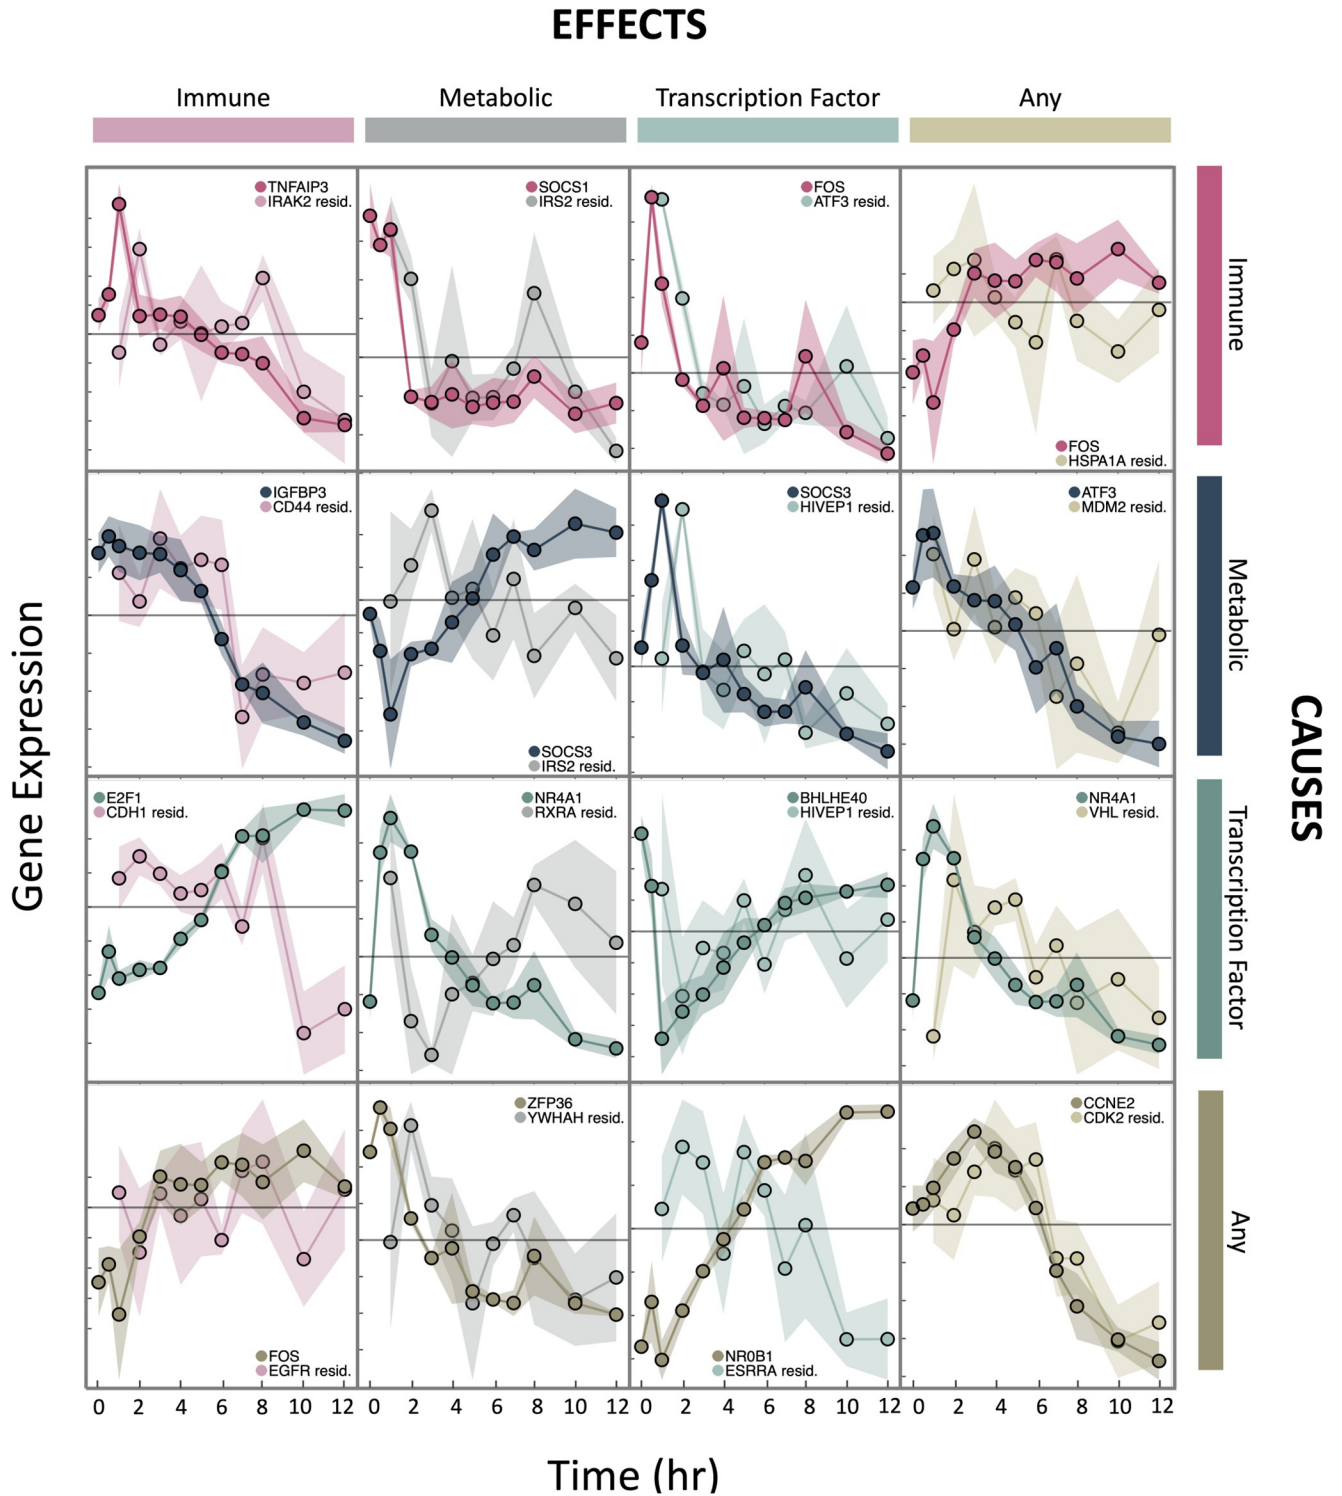 EFFECTS
Immune
Metabolic
Transcription Factor
Any
TNFAIP3
IRAK2 resid.
SOCS1
IRS2 resid.
FOS
ATF3 resid.
FOS
HSPA1A resid.
Immune
IGFBP3
CD44 resid.
SOCS3
IRS2 resid.
SOCS3
HIVEP1 resid.
ATF3
MDM2 resid.
Metabolic
E2F1
CDH1 resid.
NR4A1
RXRA resid.
BHLHE40
HIVEP1 resid.
NR4A1
VHL resid.
Transcription Factor
FOS
EGFR resid.
ZFP36
YWHAH resid.
NR0B1
ESRRA resid.
CCNE2
CDK2 resid.
Any
Gene Expression
CAUSES
0 2 4 6 8 10 12 0 2 4 6 8 10 12 0 2 4 6 8 10 12 0 2 4 6 8 10 12
Time (hr)